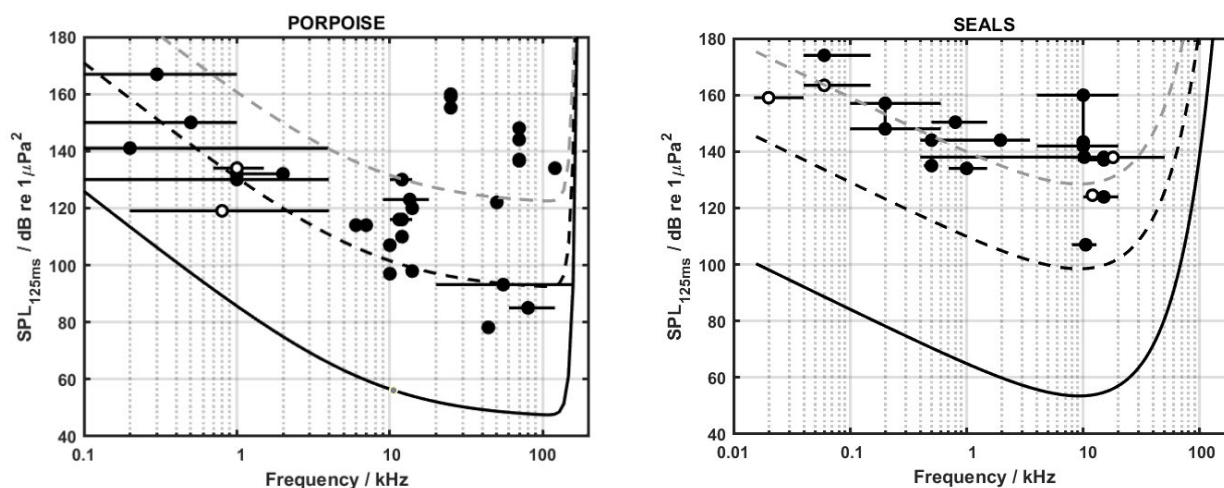 PORPOISE
180
160
140
120
100
80
60
40
SPL125ms / dB re 1 µPa²
0.1 1 10 100
Frequency / kHz
SEALS
180
160
140
120
100
80
60
40
SPL125ms / dB re 1 µPa²
0.01 0.1 1 10 100
Frequency / kHz